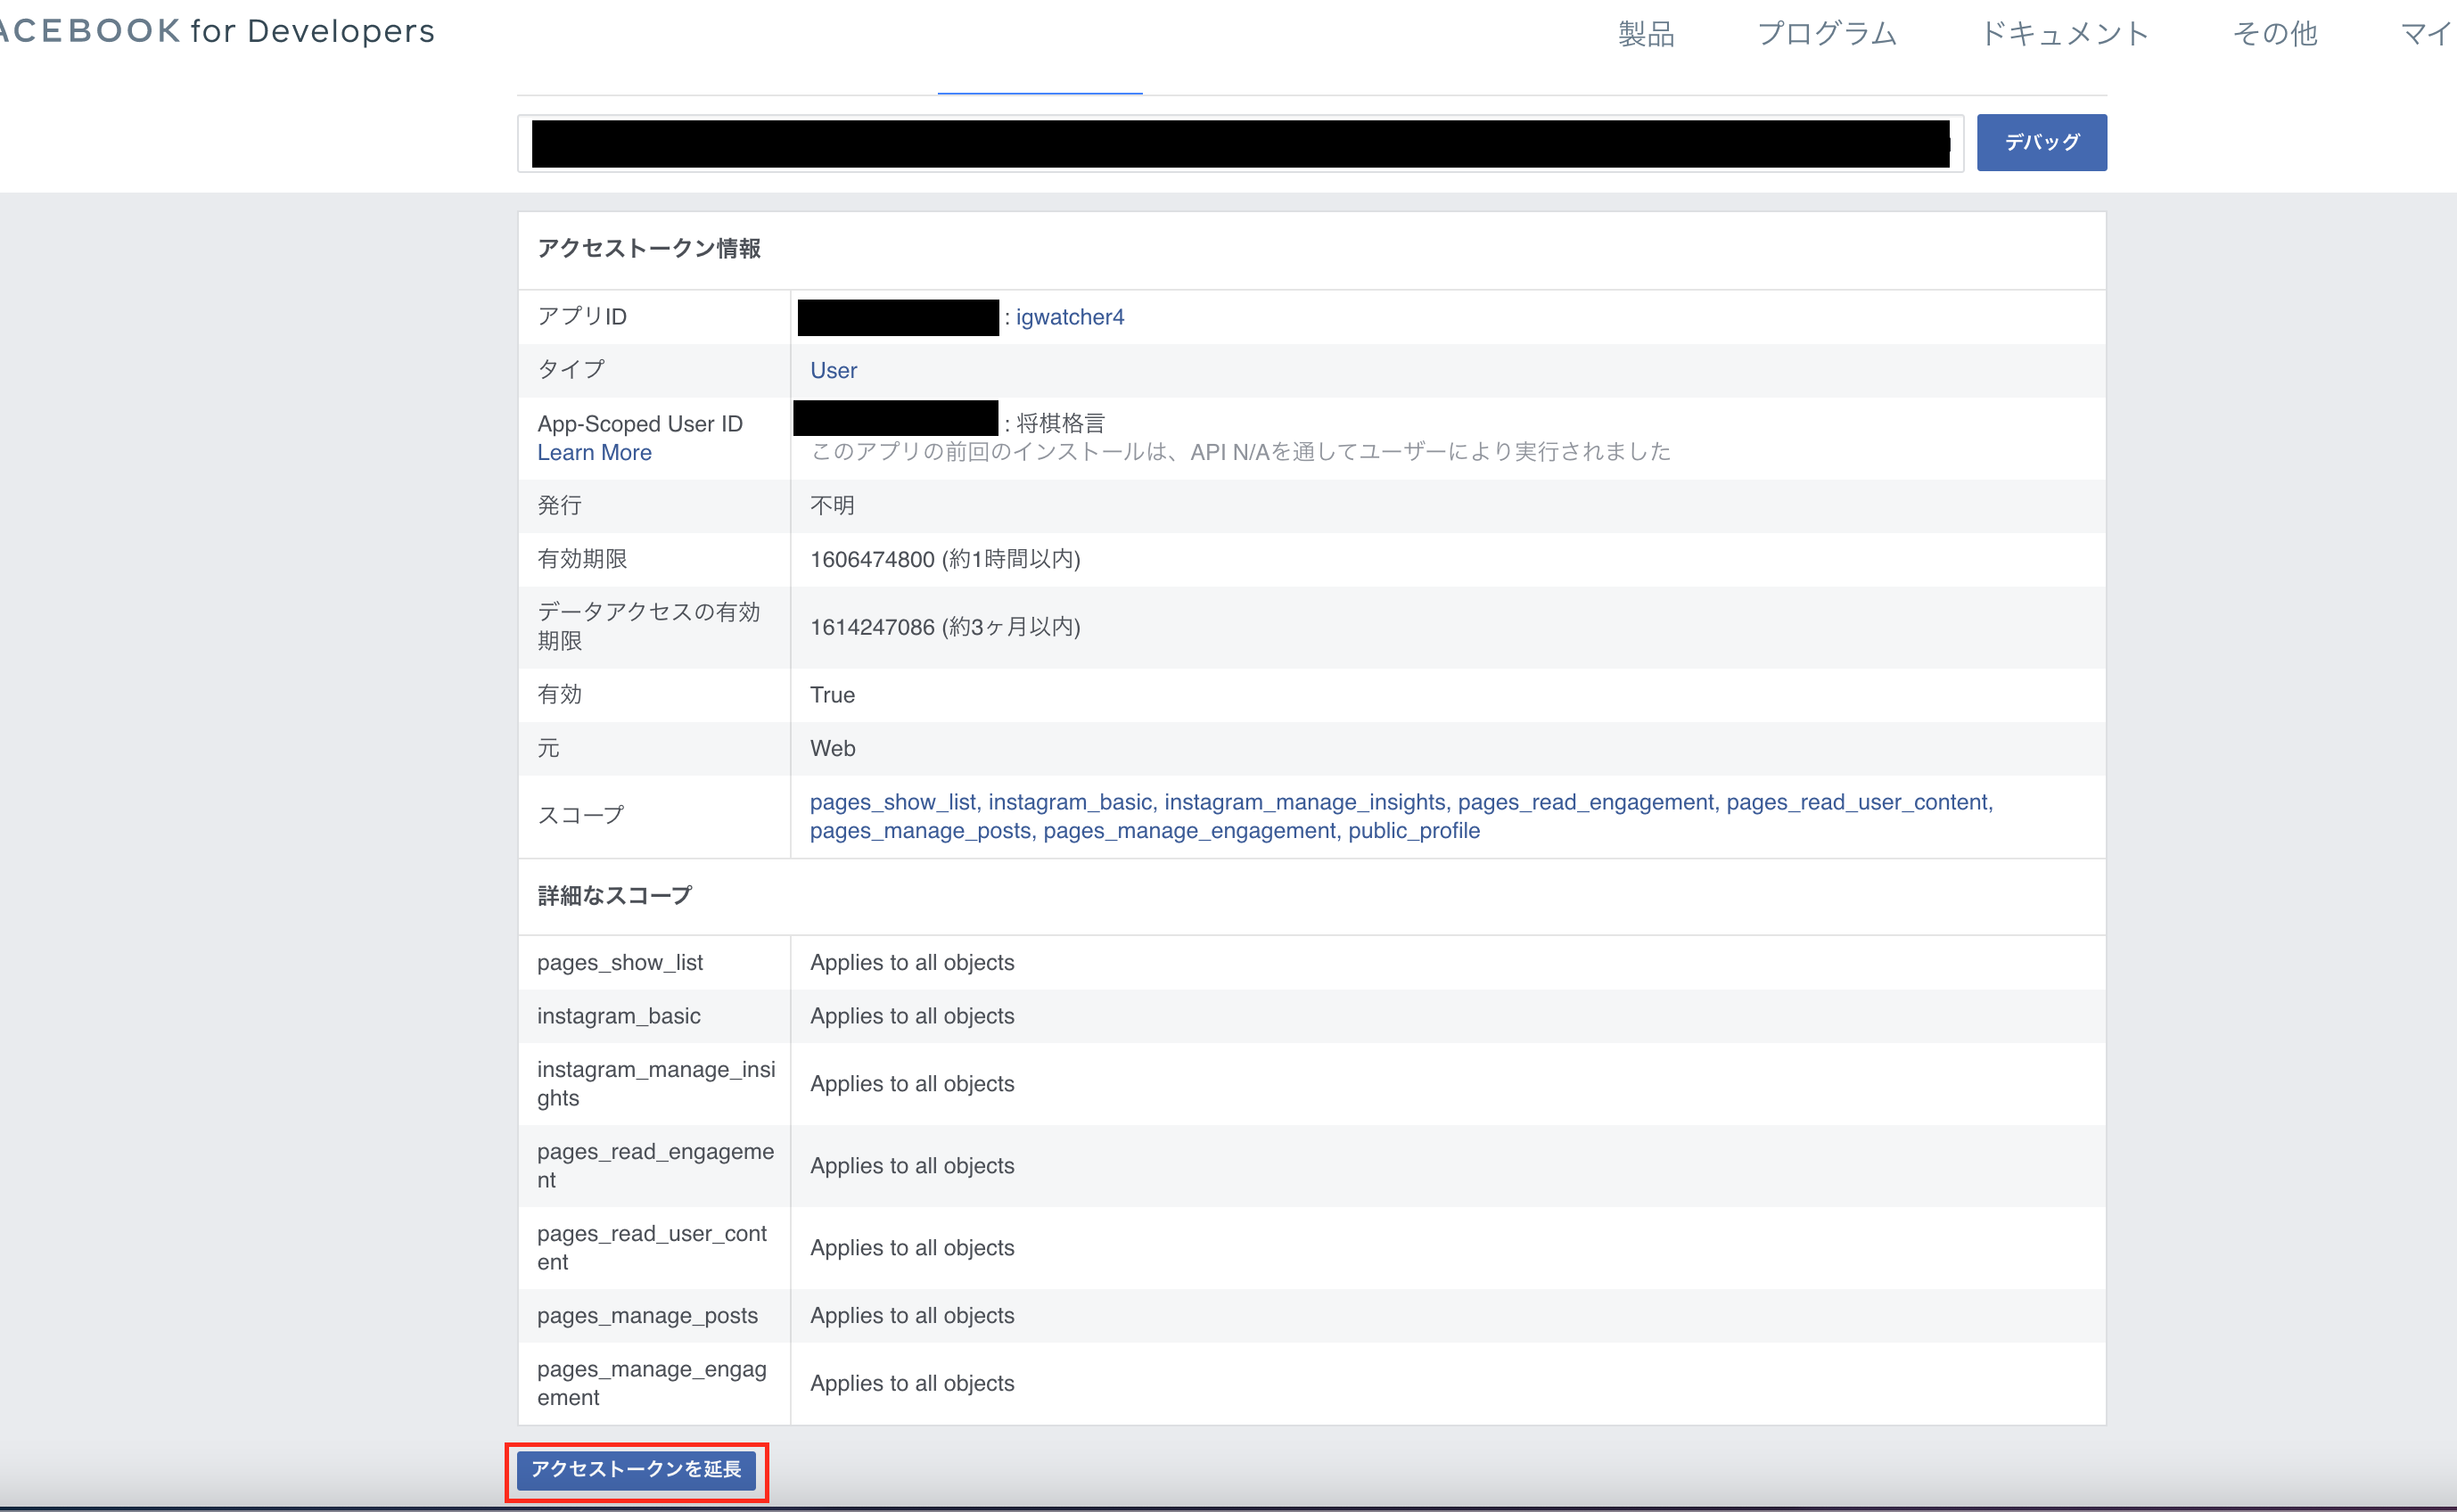 ACEBOOK for Developers
製品 プログラム ドキュメント その他 マイ
デバッグ
アクセストークン情報
アプリID : igwatcher4
タイプ User
App-Scoped User ID : 将棋格言
Learn More このアプリの前回のインストールは、API N/Aを通してユーザーにより実行されました
発行 不明
有効期限 1606474800 (約1時間以内)
データアクセスの有効
期限 1614247086 (約3ヶ月以内)
有効 True
元 Web
スコープ pages_show_list, instagram_basic, instagram_manage_insights, pages_read_engagement, pages_read_user_content,
pages_manage_posts, pages_manage_engagement, public_profile
詳細なスコープ
pages_show_list Applies to all objects
instagram_basic Applies to all objects
instagram_manage_insi
ghts Applies to all objects
pages_read_engageme
nt Applies to all objects
pages_read_user_cont
ent Applies to all objects
pages_manage_posts Applies to all objects
pages_manage_engag
ement Applies to all objects
アクセストークンを延長